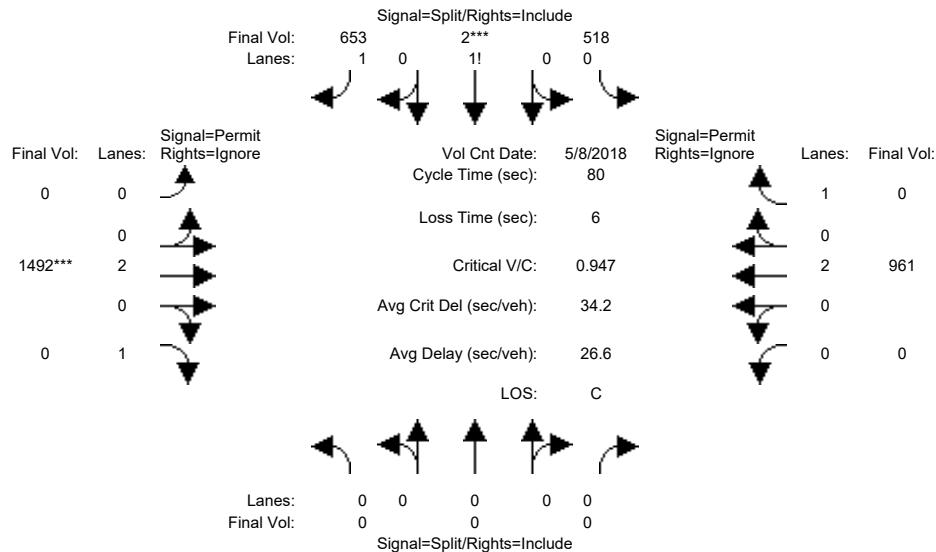 Signal=Split/Rights=Include
Final Vol: 653 2*** 518
Lanes: 1 0 1! 0 0
Signal=Permit
Final Vol: Lanes: Rights=Ignore
Vol Cnt Date: 5/8/2018
Signal=Permit
Rights=Ignore Lanes: Final Vol:
Cycle Time (sec): 80
0 0 1 0
Loss Time (sec): 6
0 0
1492*** 2 Critical V/C: 0.947 2 961
0 Avg Crit Del (sec/veh): 34.2 0
0 1 Avg Delay (sec/veh): 26.6 0 0
LOS: C
Lanes: 0 0 0 0 0
Final Vol: 0 0 0
Signal=Split/Rights=Include